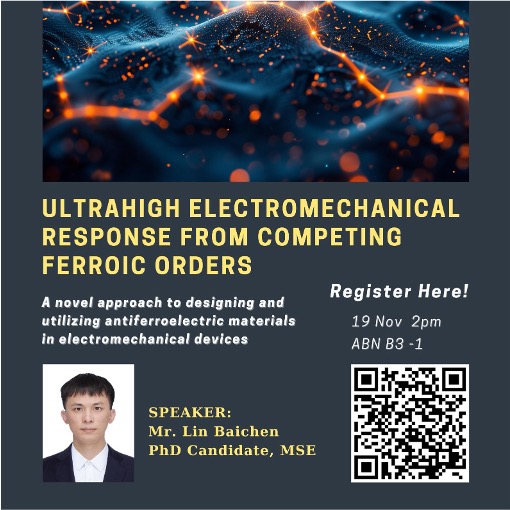 ULTRAHIGH ELECTROMECHANICAL
RESPONSE FROM COMPETING
FERROIC ORDERS
A novel approach to designing and
utilizing antiferroelectric materials
in electromechanical devices
Register Here!
19 Nov 2pm
ABN B3 -1
SPEAKER:
Mr. Lin Baichen
PhD Candidate, MSE